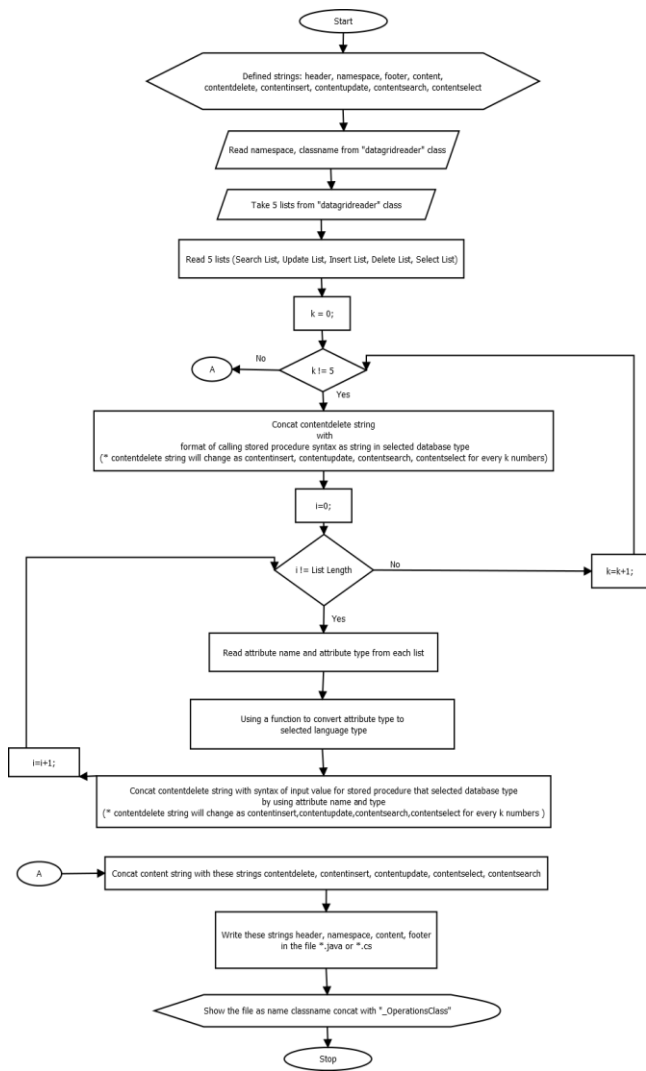 Start
Defined strings: header, namespace, footer, content,
contentdelete, contentinsert, contentupdate, contentsearch, contentselect
Read namespace, classname from "datagridreader" class
Take 5 lists from "datagridreader" class
Read 5 lists (Search List, Update List, Insert List, Delete List, Select List)
k = 0;
A
No
k != 5
Yes
Concat contentdelete string
with
format of calling stored procedure syntax as string in selected database type
(* contentdelete string will change as contentinsert, contentupdate, contentsearch, contentselect for every k numbers)
i=0;
i != List Length
No
k=k+1;
Yes
Read attribute name and attribute type from each list
Using a function to convert attribute type to
selected language type
i=i+1;
Concat contentdelete string with syntax of input value for stored procedure that selected database type
by using attribute name and type
(* contentdelete string will change as contentinsert,contentupdate,contentsearch,contentselect for every k numbers )
A
Concat content string with these strings contentdelete, contentinsert, contentupdate, contentselect, contentsearch
Write these strings header, namespace, content, footer
in the file *.java or *.cs
Show the file as name classname concat with "_OperationsClass"
Stop